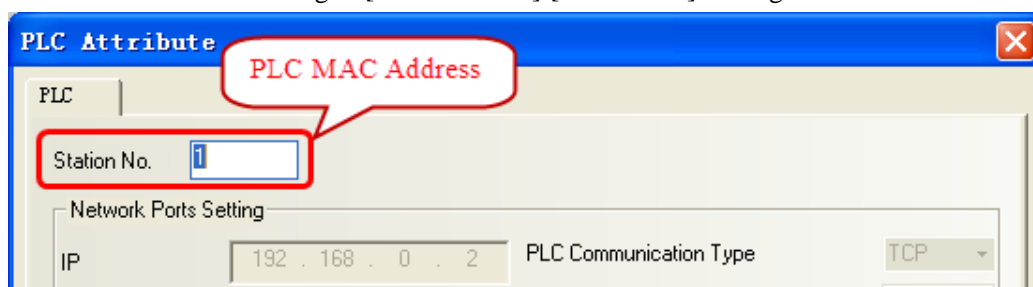 PLC Attribute
PLC MAC Address
PLC
Station No. 1
Network Ports Setting
IP 192 . 168 . 0 . 2 PLC Communication Type TCP